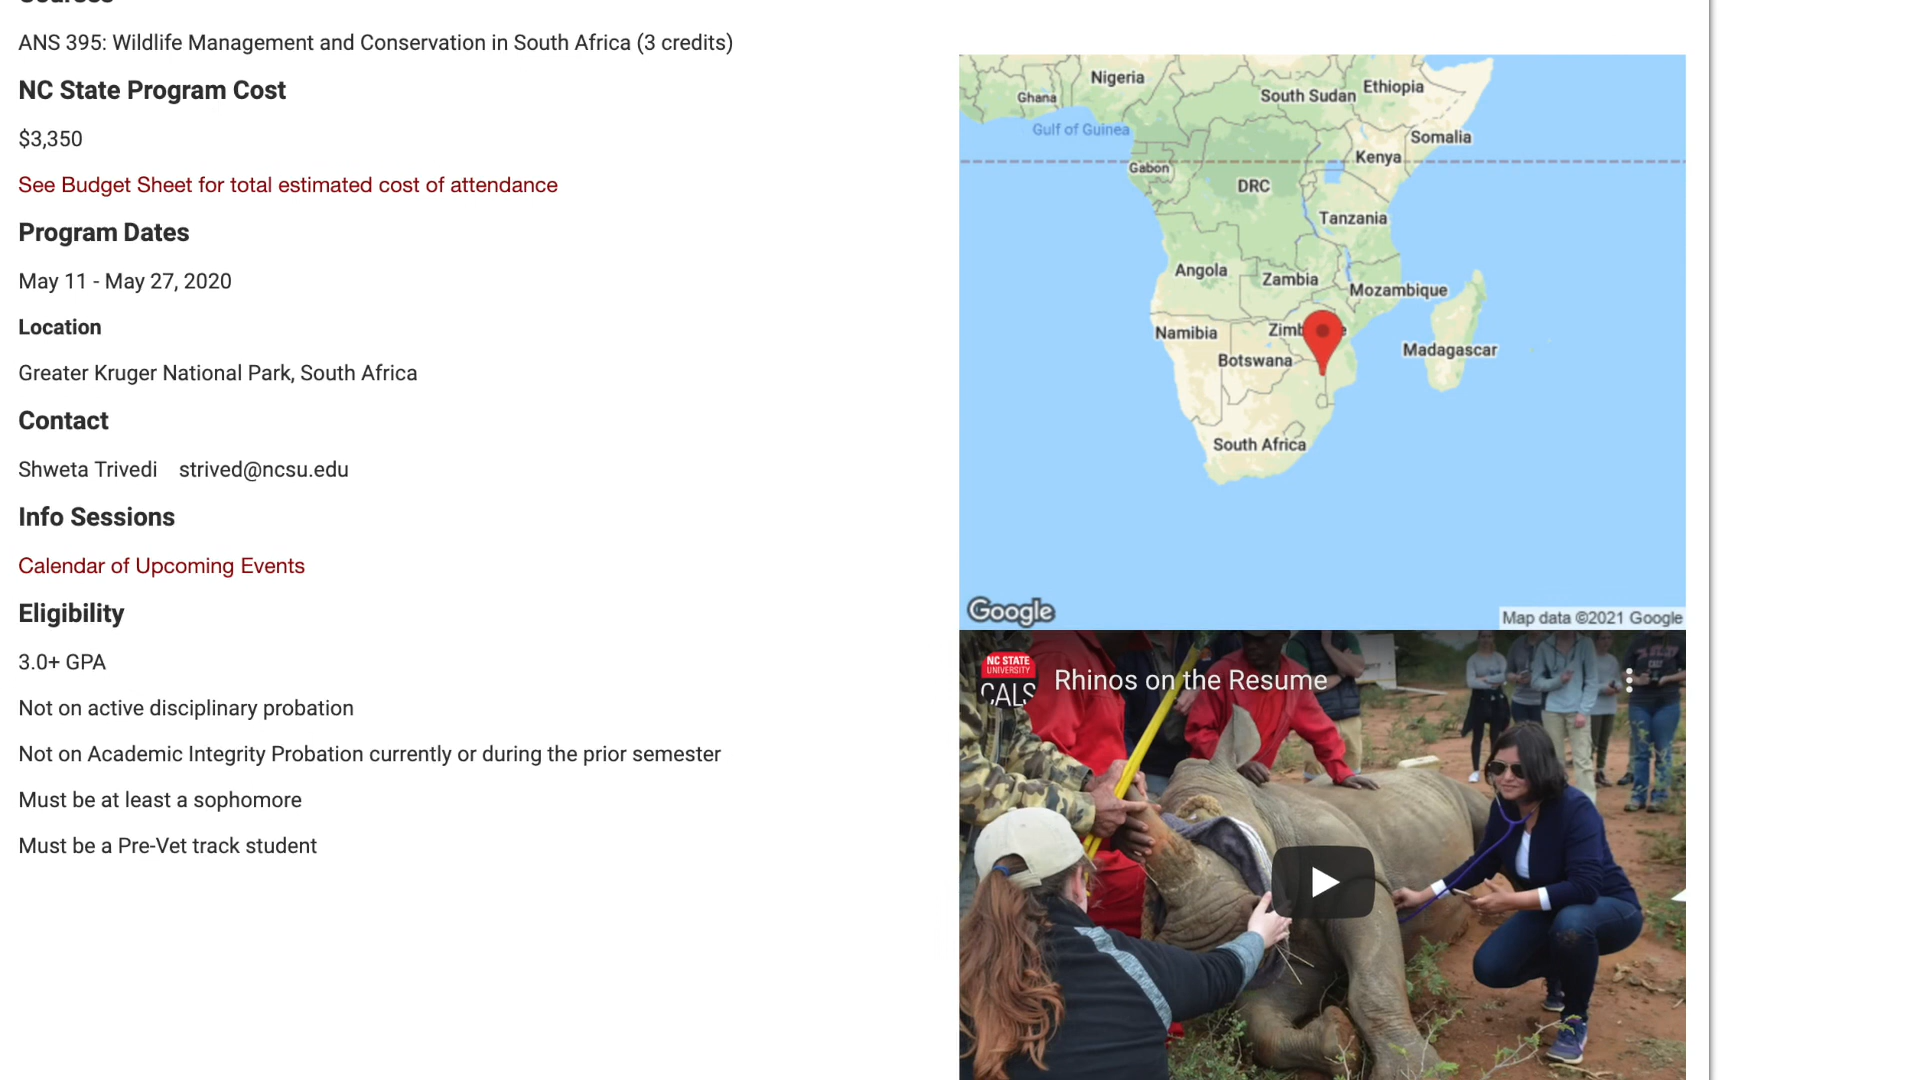 ANS 395: Wildlife Management and Conservation in South Africa (3 credits)
NC State Program Cost
$3,350
See Budget Sheet for total estimated cost of attendance
Program Dates
May 11 - May 27, 2020
Location
Greater Kruger National Park, South Africa
Contact
Shweta Trivedi    strived@ncsu.edu
Info Sessions
Calendar of Upcoming Events
Eligibility
3.0+ GPA
Not on active disciplinary probation
Not on Academic Integrity Probation currently or during the prior semester
Must be at least a sophomore
Must be a Pre-Vet track student
Nigeria
Ethiopia
Ghana
South Sudan
Gulf of Guinea
Somalia
Kenya
Gabon
DRC
Tanzania
Angola
Zambia
Mozambique
Namibia
Madagascar
Botswana
South Africa
Google
Map data ©2021 Google
NC STATE
UNIVERSITY
CALS
Rhinos on the Resume